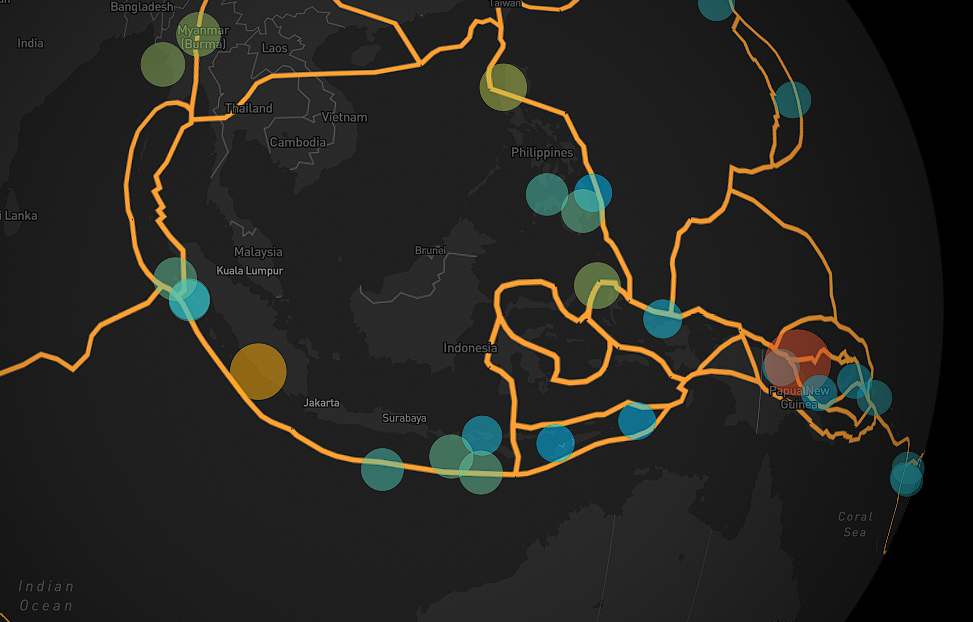 Taiwan
Bangladesh
Myanmar
(Burma)
India
Laos
Thailand
Vietnam
Cambodia
Philippines
i Lanka
Malaysia
Brunei
Kuala Lumpur
Indonesia
Jakarta
Surabaya
Papua New
Guinea
Coral
Sea
Indian
Ocean